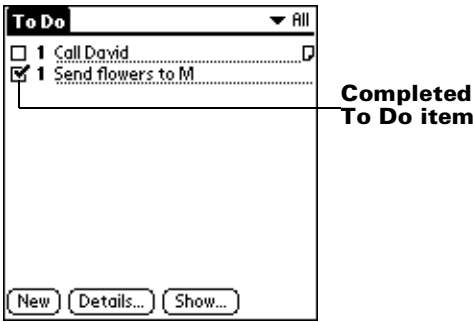 To Do All
1 Call David
1 Send flowers to M
Completed
To Do item
New Details... Show...